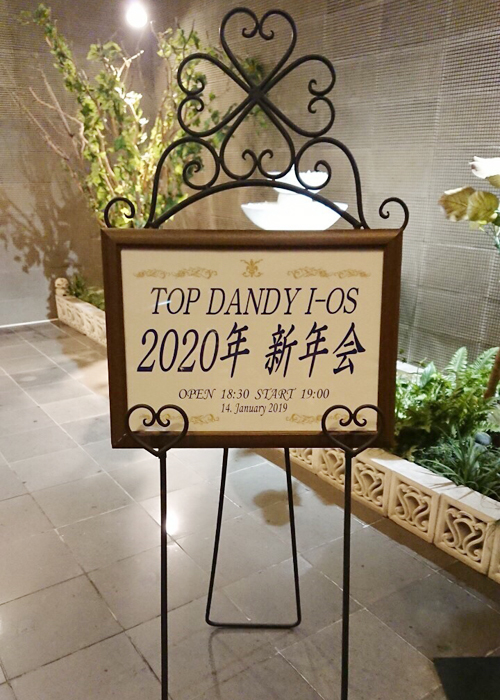 TOP DANDY I-OS
2020年 新年会
OPEN 18:30 START 19:00
14. January 2019